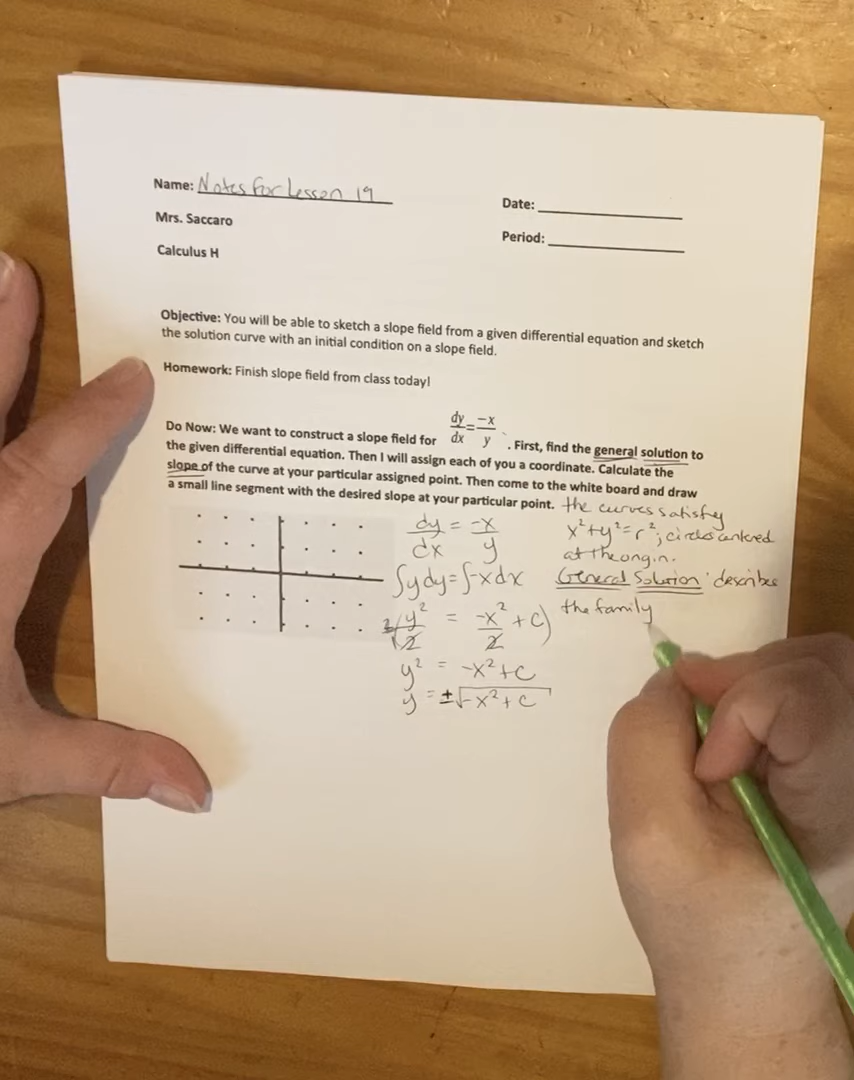 Name: Notes for Lesson 19
Date: ____________
Mrs. Saccaro
Period: ____________
Calculus H
Objective: You will be able to sketch a slope field from a given differential equation and sketch
the solution curve with an initial condition on a slope field.
Homework: Finish slope field from class today!
Do Now: We want to construct a slope field for dy/dx = -x/y . First, find the general solution to
the given differential equation. Then I will assign each of you a coordinate. Calculate the
slope of the curve at your particular assigned point. Then come to the white board and draw
a small line segment with the desired slope at your particular point.
dy/dx = -x/y
∫ydy = ∫-xdx
2(y²/2 = -x²/2 + C)
y² = -x² + C
y = ±√-x² + C
the curves satisfy
x² + y² = r²; circles centered
at the origin.
General Solution: describes
the family